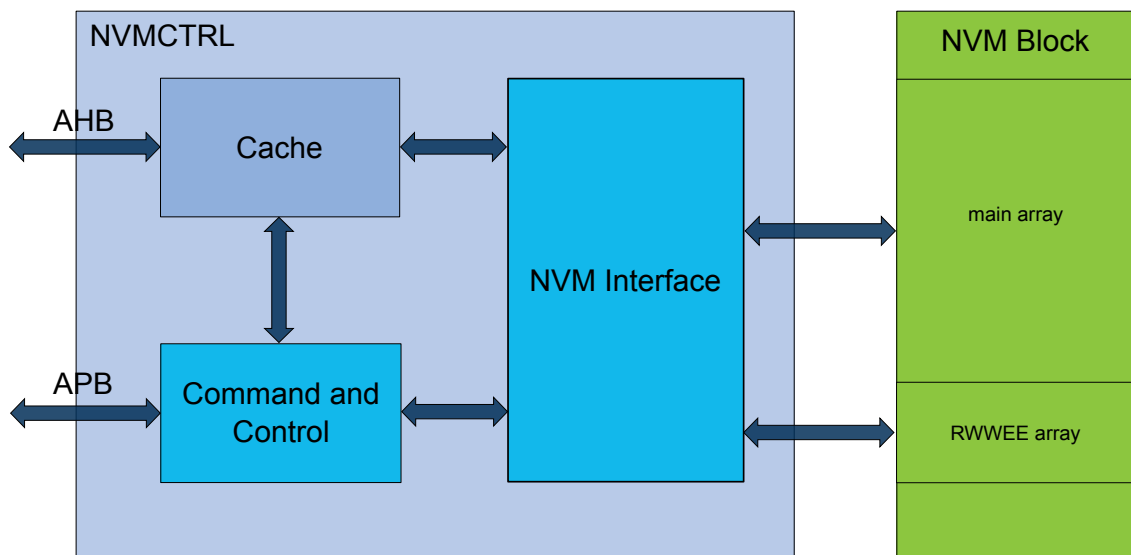 NVMCTRL
NVM Block
AHB
Cache
main array
NVM Interface
APB
Command and
Control
RWWEE array